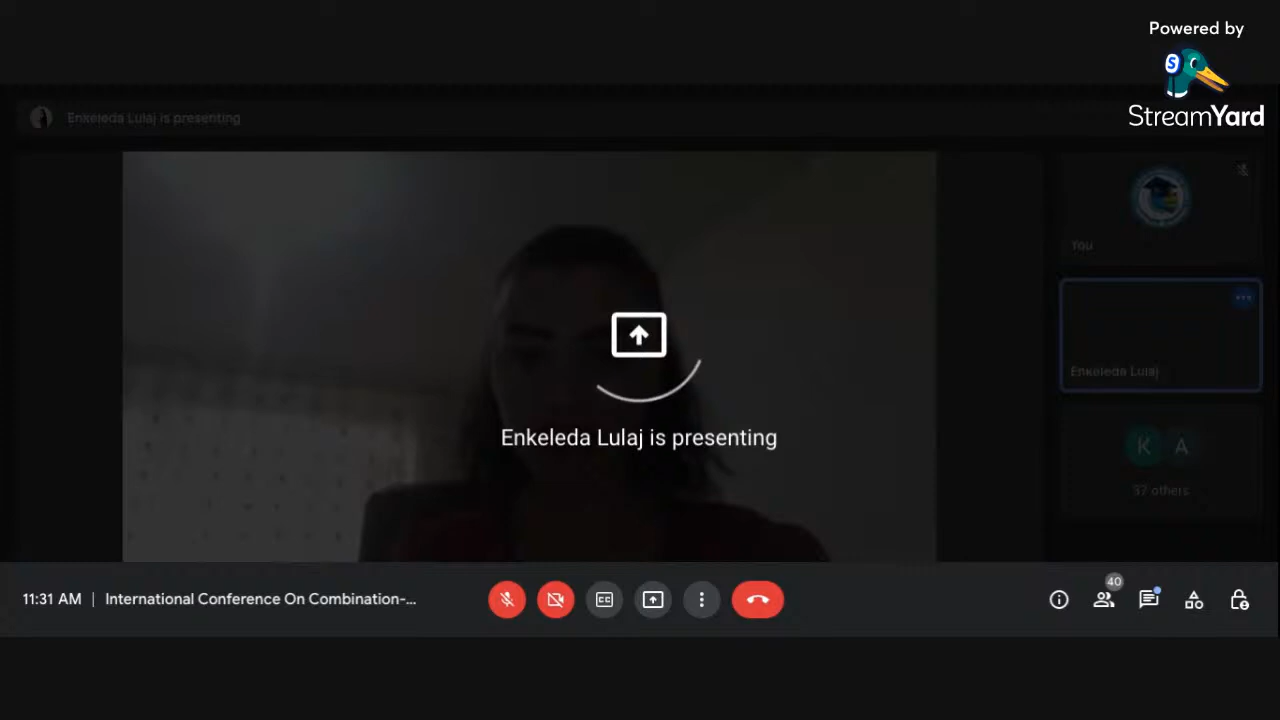 Powered by
StreamYard
Enkeleda Lulaj is presenting
You
Enkeleda Lulaj
K A
37 others
Enkeleda Lulaj is presenting
11:31 AM | International Conference On Combination-...
CC
40